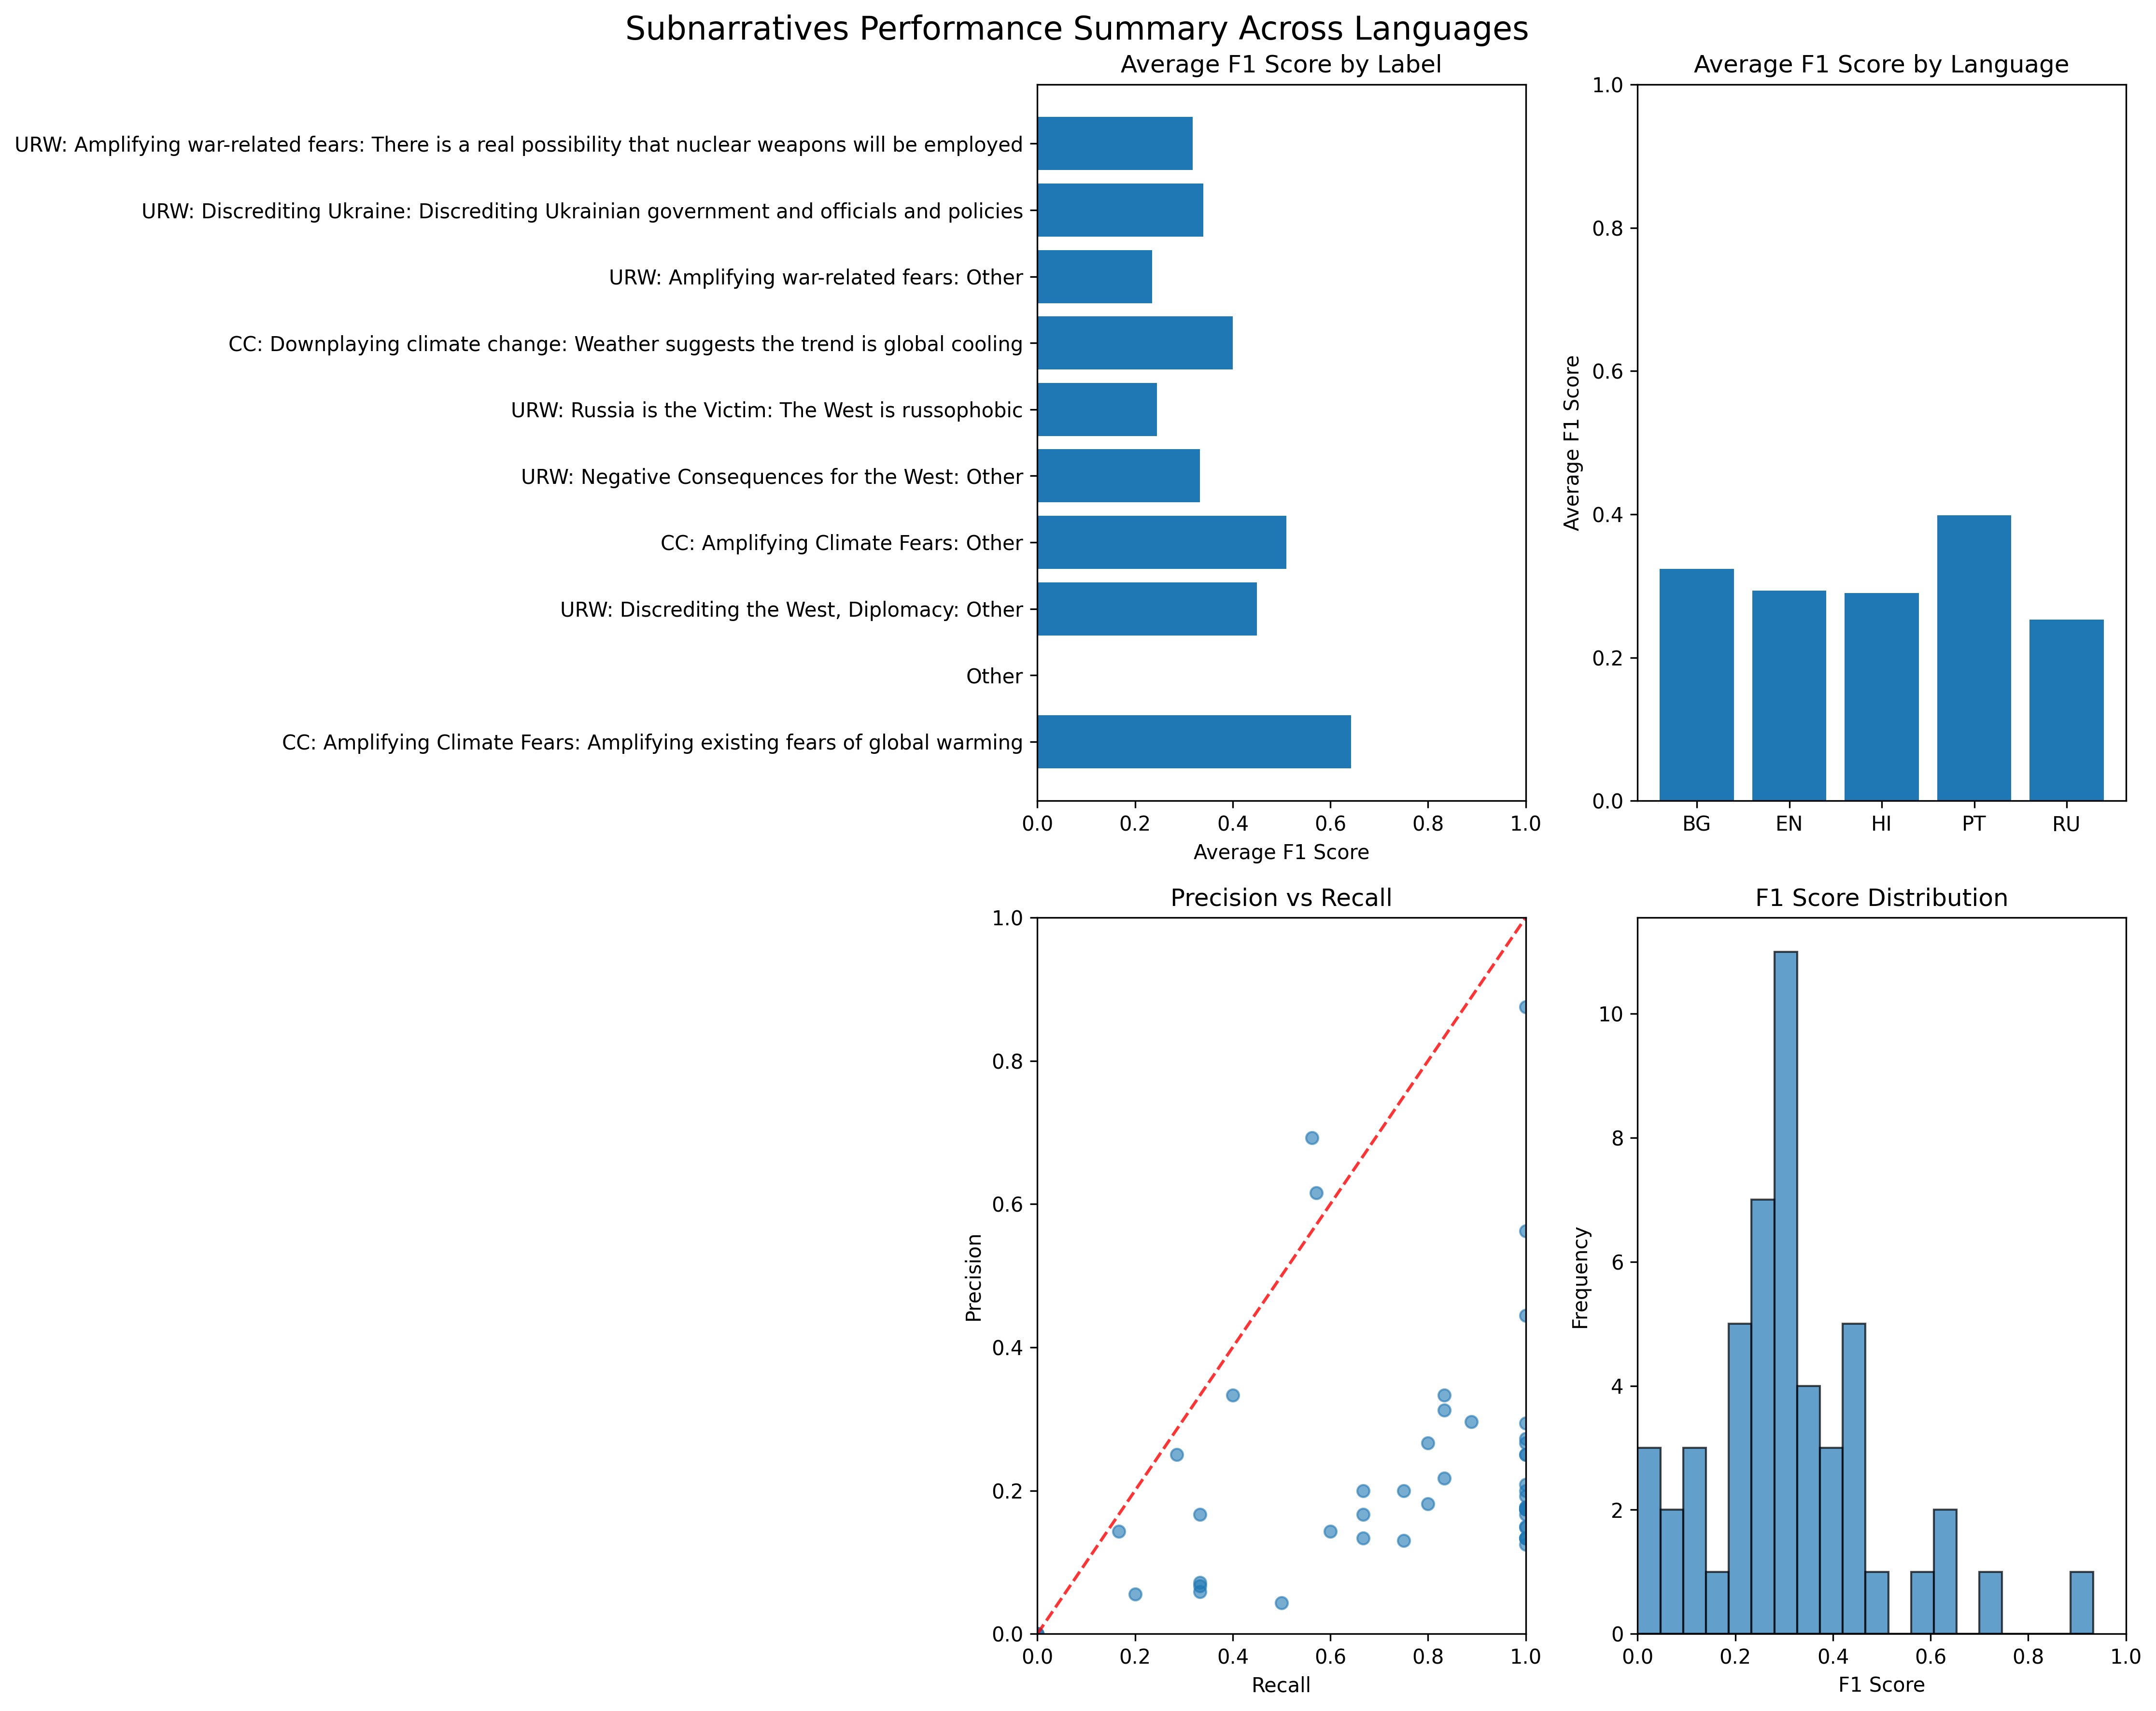 Subnarratives Performance Summary Across Languages
Average F1 Score by Label
URW: Amplifying war-related fears: There is a real possibility that nuclear weapons will be employed
URW: Discrediting Ukraine: Discrediting Ukrainian government and officials and policies
URW: Amplifying war-related fears: Other
CC: Downplaying climate change: Weather suggests the trend is global cooling
URW: Russia is the Victim: The West is russophobic
URW: Negative Consequences for the West: Other
CC: Amplifying Climate Fears: Other
URW: Discrediting the West, Diplomacy: Other
Other
CC: Amplifying Climate Fears: Amplifying existing fears of global warming
0.0 0.2 0.4 0.6 0.8 1.0
Average F1 Score
Average F1 Score by Language
Average F1 Score
1.0
0.8
0.6
0.4
0.2
0.0
BG EN HI PT RU
Precision vs Recall
Precision
1.0
0.8
0.6
0.4
0.2
0.0
0.0 0.2 0.4 0.6 0.8 1.0
Recall
F1 Score Distribution
Frequency
10
8
6
4
2
0
0.0 0.2 0.4 0.6 0.8 1.0
F1 Score